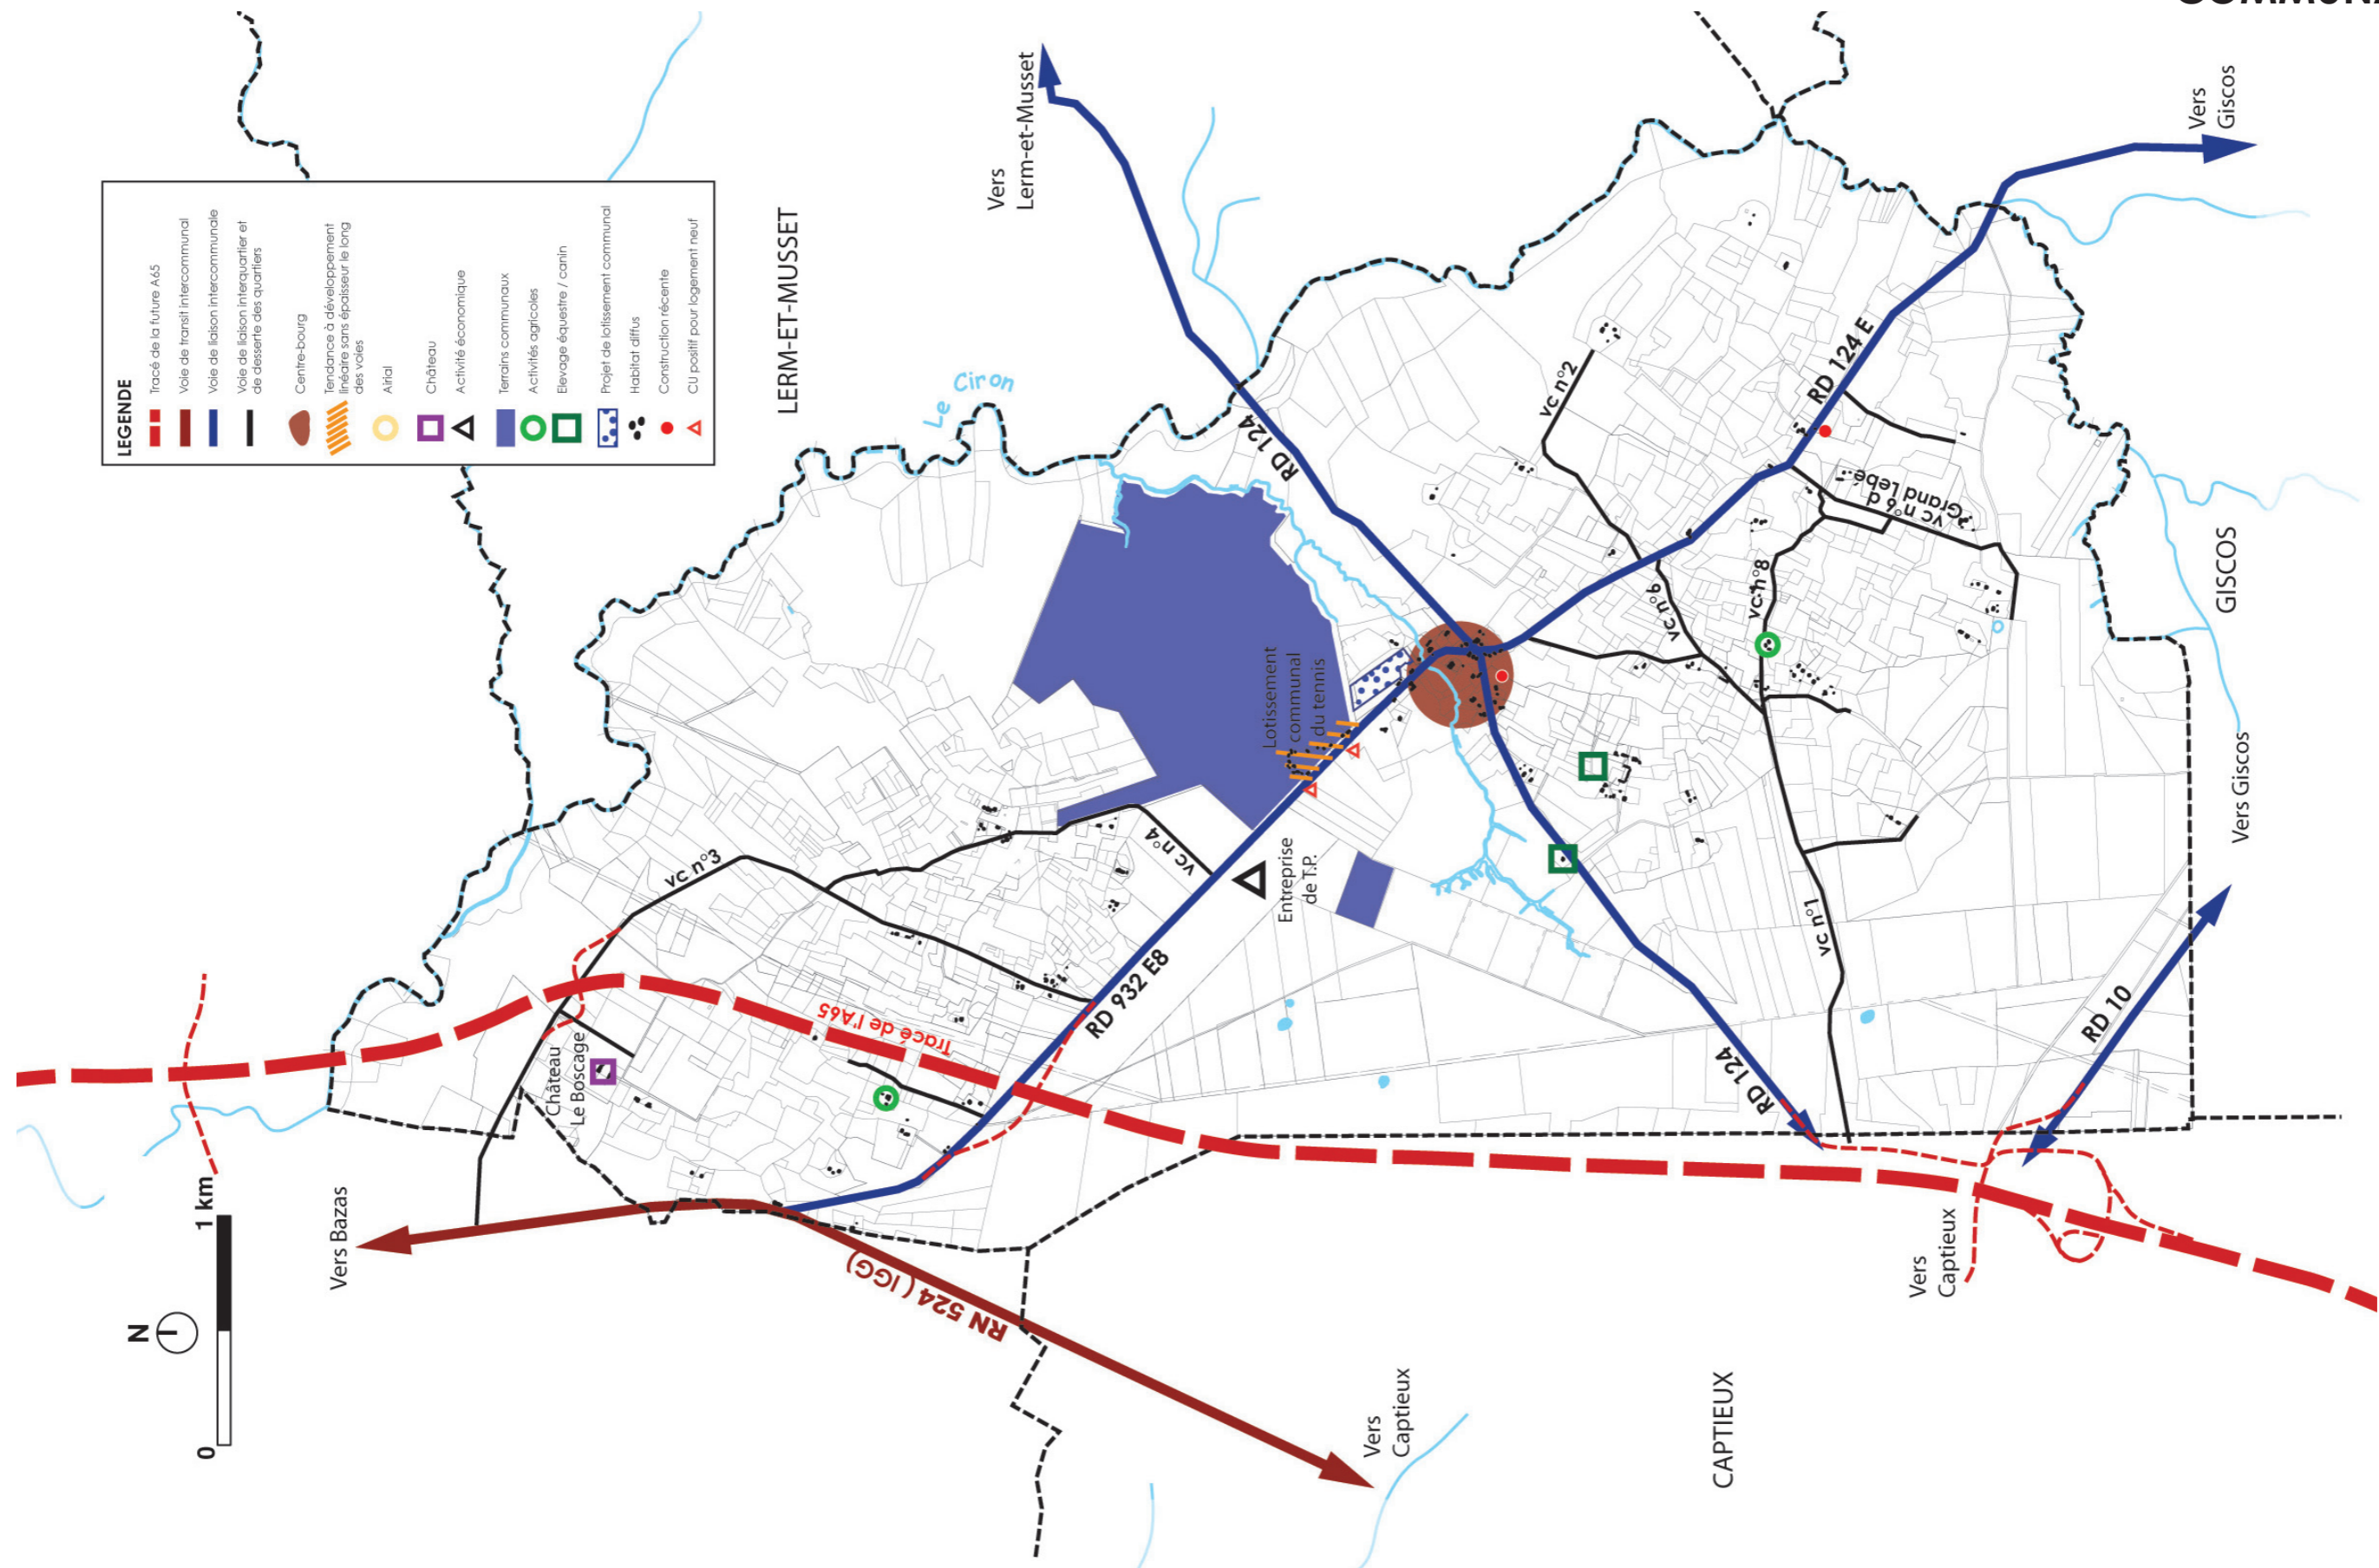 LEGENDE
Tracé de la future A65
Voie de transit intercommunal
Voie de liaison intercommunale
Voie de liaison interquartier et
de desserte des quartiers
Centre-bourg
Tendance à développement
linéaire sans épaisseur le long
des voies
Airial
Château
Activité économique
Terrains communaux
Activités agricoles
Elevage équestre / canin
Projet de lotissement communal
Habitat diffus
Construction récente
CU positif pour logement neuf
N
0
1 km
LERM-ET-MUSSET
Vers
Lerm-et-Musset
Vers
Giscos
Le Ciron
RD 124
vc n°2
RD 124 E
vc n°6 d
Grand Lebé
vc n°8
vc n°6
GISCOS
Lotissement
communal
du tennis
vc n°3
vc n°4
Entreprise
de T.P.
Vers Giscos
vc n°1
RD 932 E8
RD 10
Tracé de l'A65
Château
Le Boscage
RD 124
Vers Bazas
RN 524 ( IGG)
Vers
Captieux
Vers
Captieux
CAPTIEUX